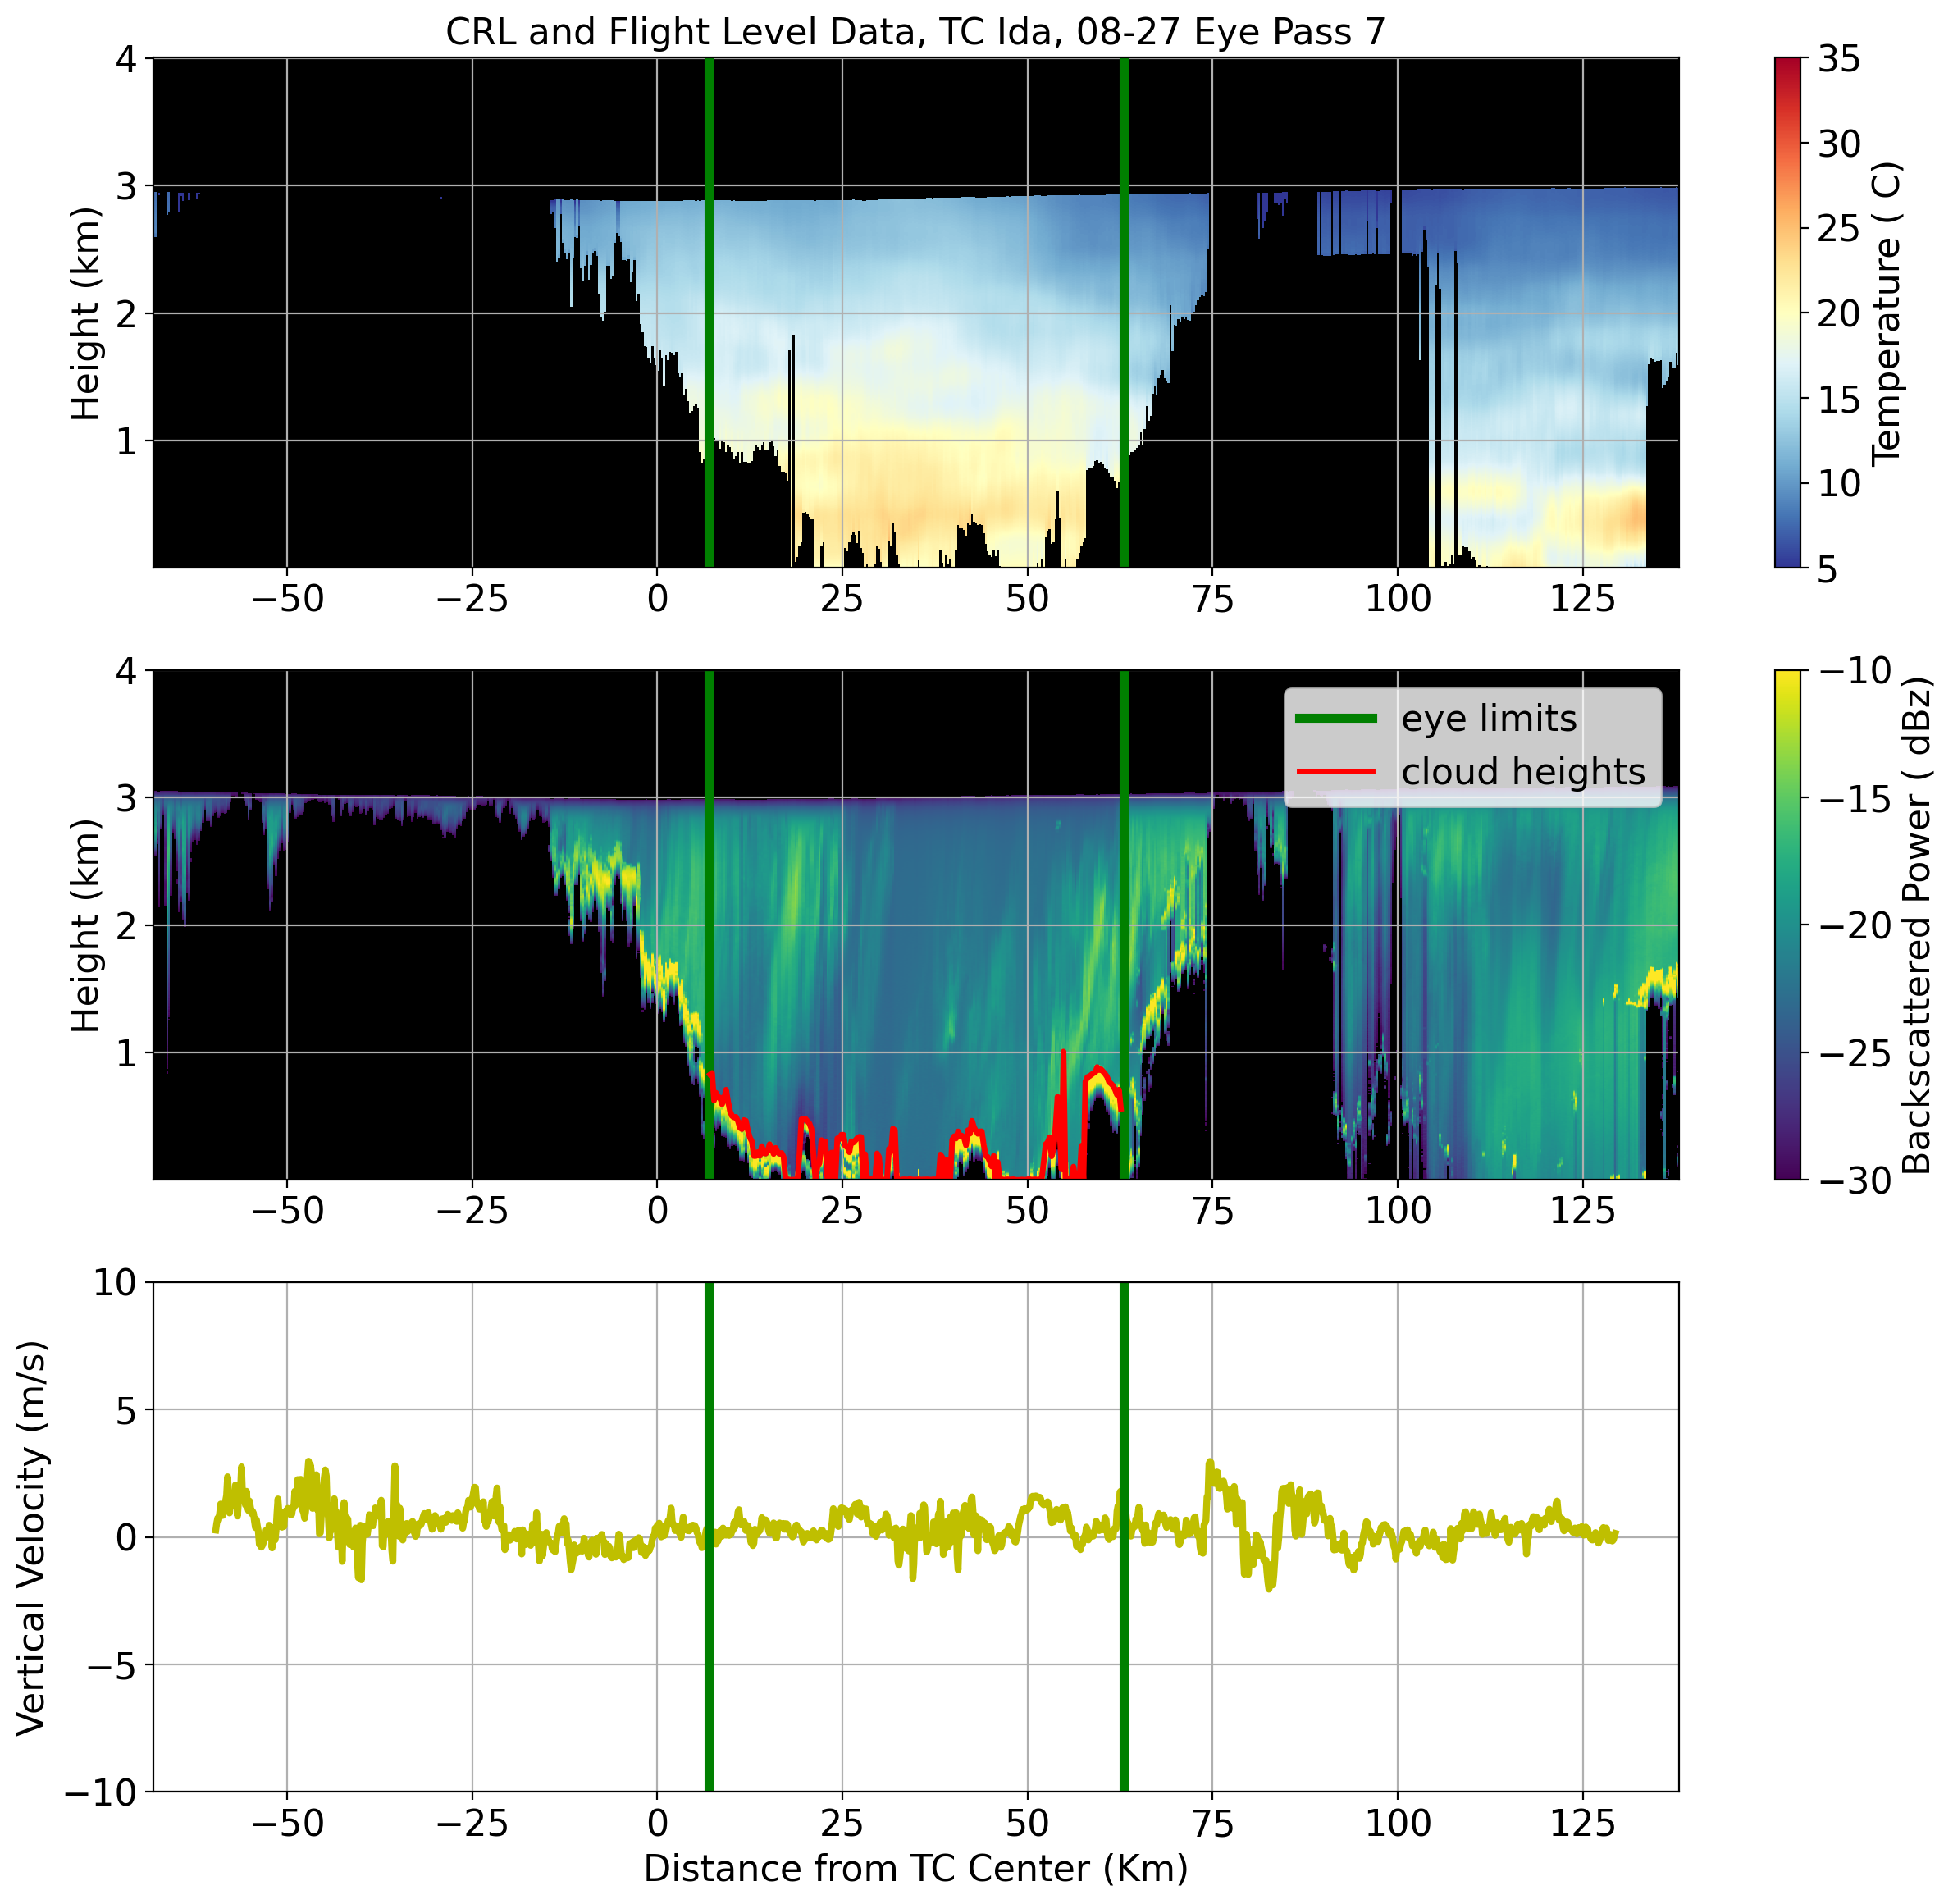 CRL and Flight Level Data, TC Ida, 08-27 Eye Pass 7
4
3
2
1
Height (km)
−50 −25 0 25 50 75 100 125
35
30
25
20
15
10
5
Temperature ( C)
4
3
2
1
Height (km)
eye limits
cloud heights
−50 −25 0 25 50 75 100 125
−10
−15
−20
−25
−30
Backscattered Power ( dBz)
10
5
0
−5
−10
Vertical Velocity (m/s)
−50 −25 0 25 50 75 100 125
Distance from TC Center (Km)